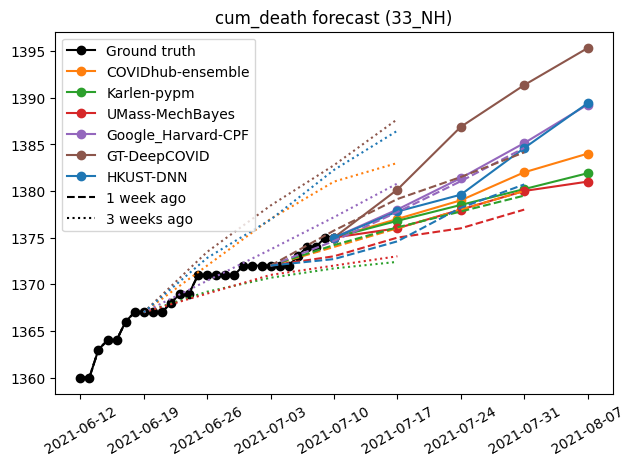 cum_death forecast (33_NH)
1395
1390
1385
1380
1375
1370
1365
1360
Ground truth
COVIDhub-ensemble
Karlen-pypm
UMass-MechBayes
Google_Harvard-CPF
GT-DeepCOVID
HKUST-DNN
1 week ago
3 weeks ago
2021-06-12
2021-06-19
2021-06-26
2021-07-03
2021-07-10
2021-07-17
2021-07-24
2021-07-31
2021-08-07